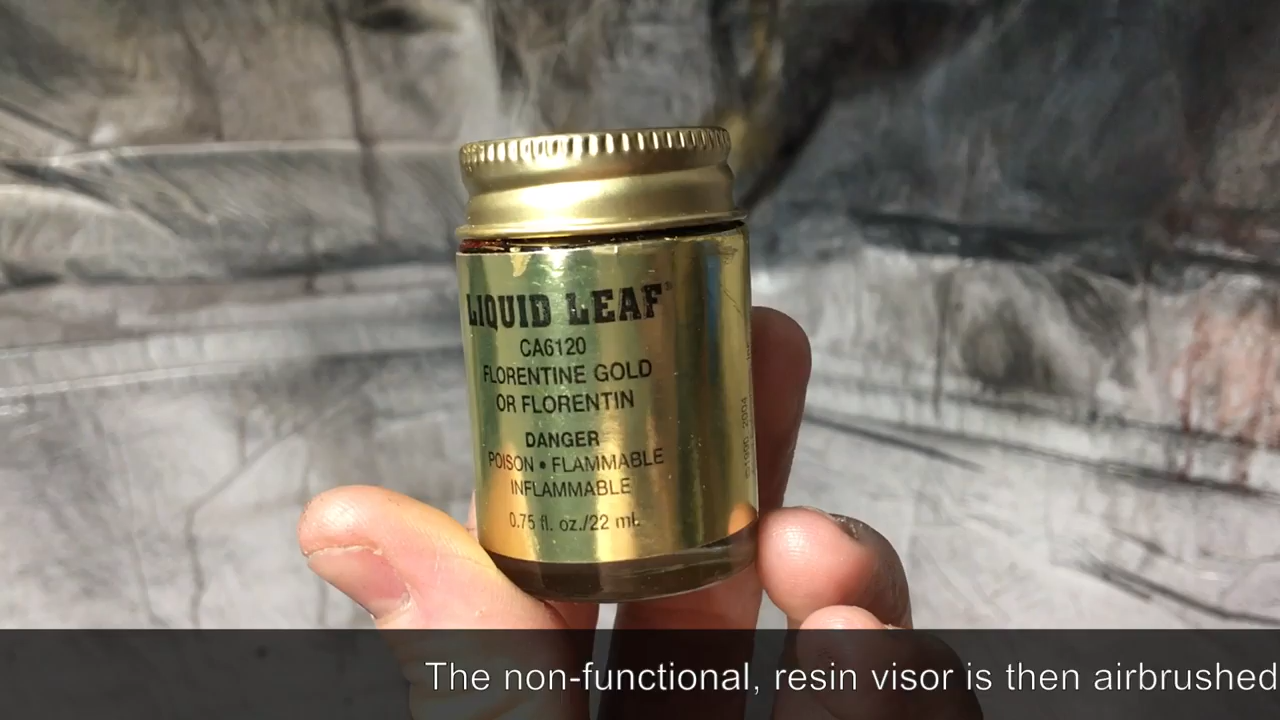 LIQUID LEAF®
CA6120
FLORENTINE GOLD
OR FLORENTIN
DANGER
POISON • FLAMMABLE
INFLAMMABLE
0.75 fl. oz./22 mL
The non-functional, resin visor is then airbrushed